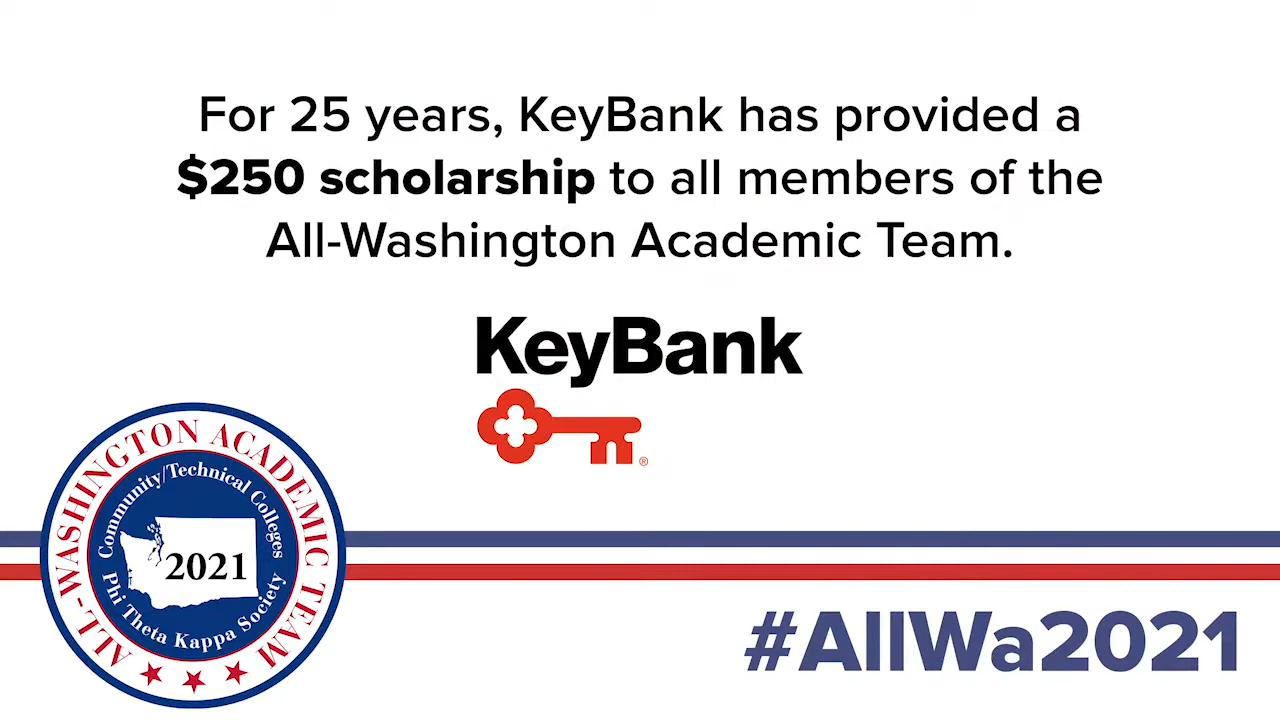 For 25 years, KeyBank has provided a
$250 scholarship to all members of the
All-Washington Academic Team.
KeyBank
®
ALL-WASHINGTON ACADEMIC TEAM
Community/Technical Colleges
2021
Phi Theta Kappa Society
#AllWa2021